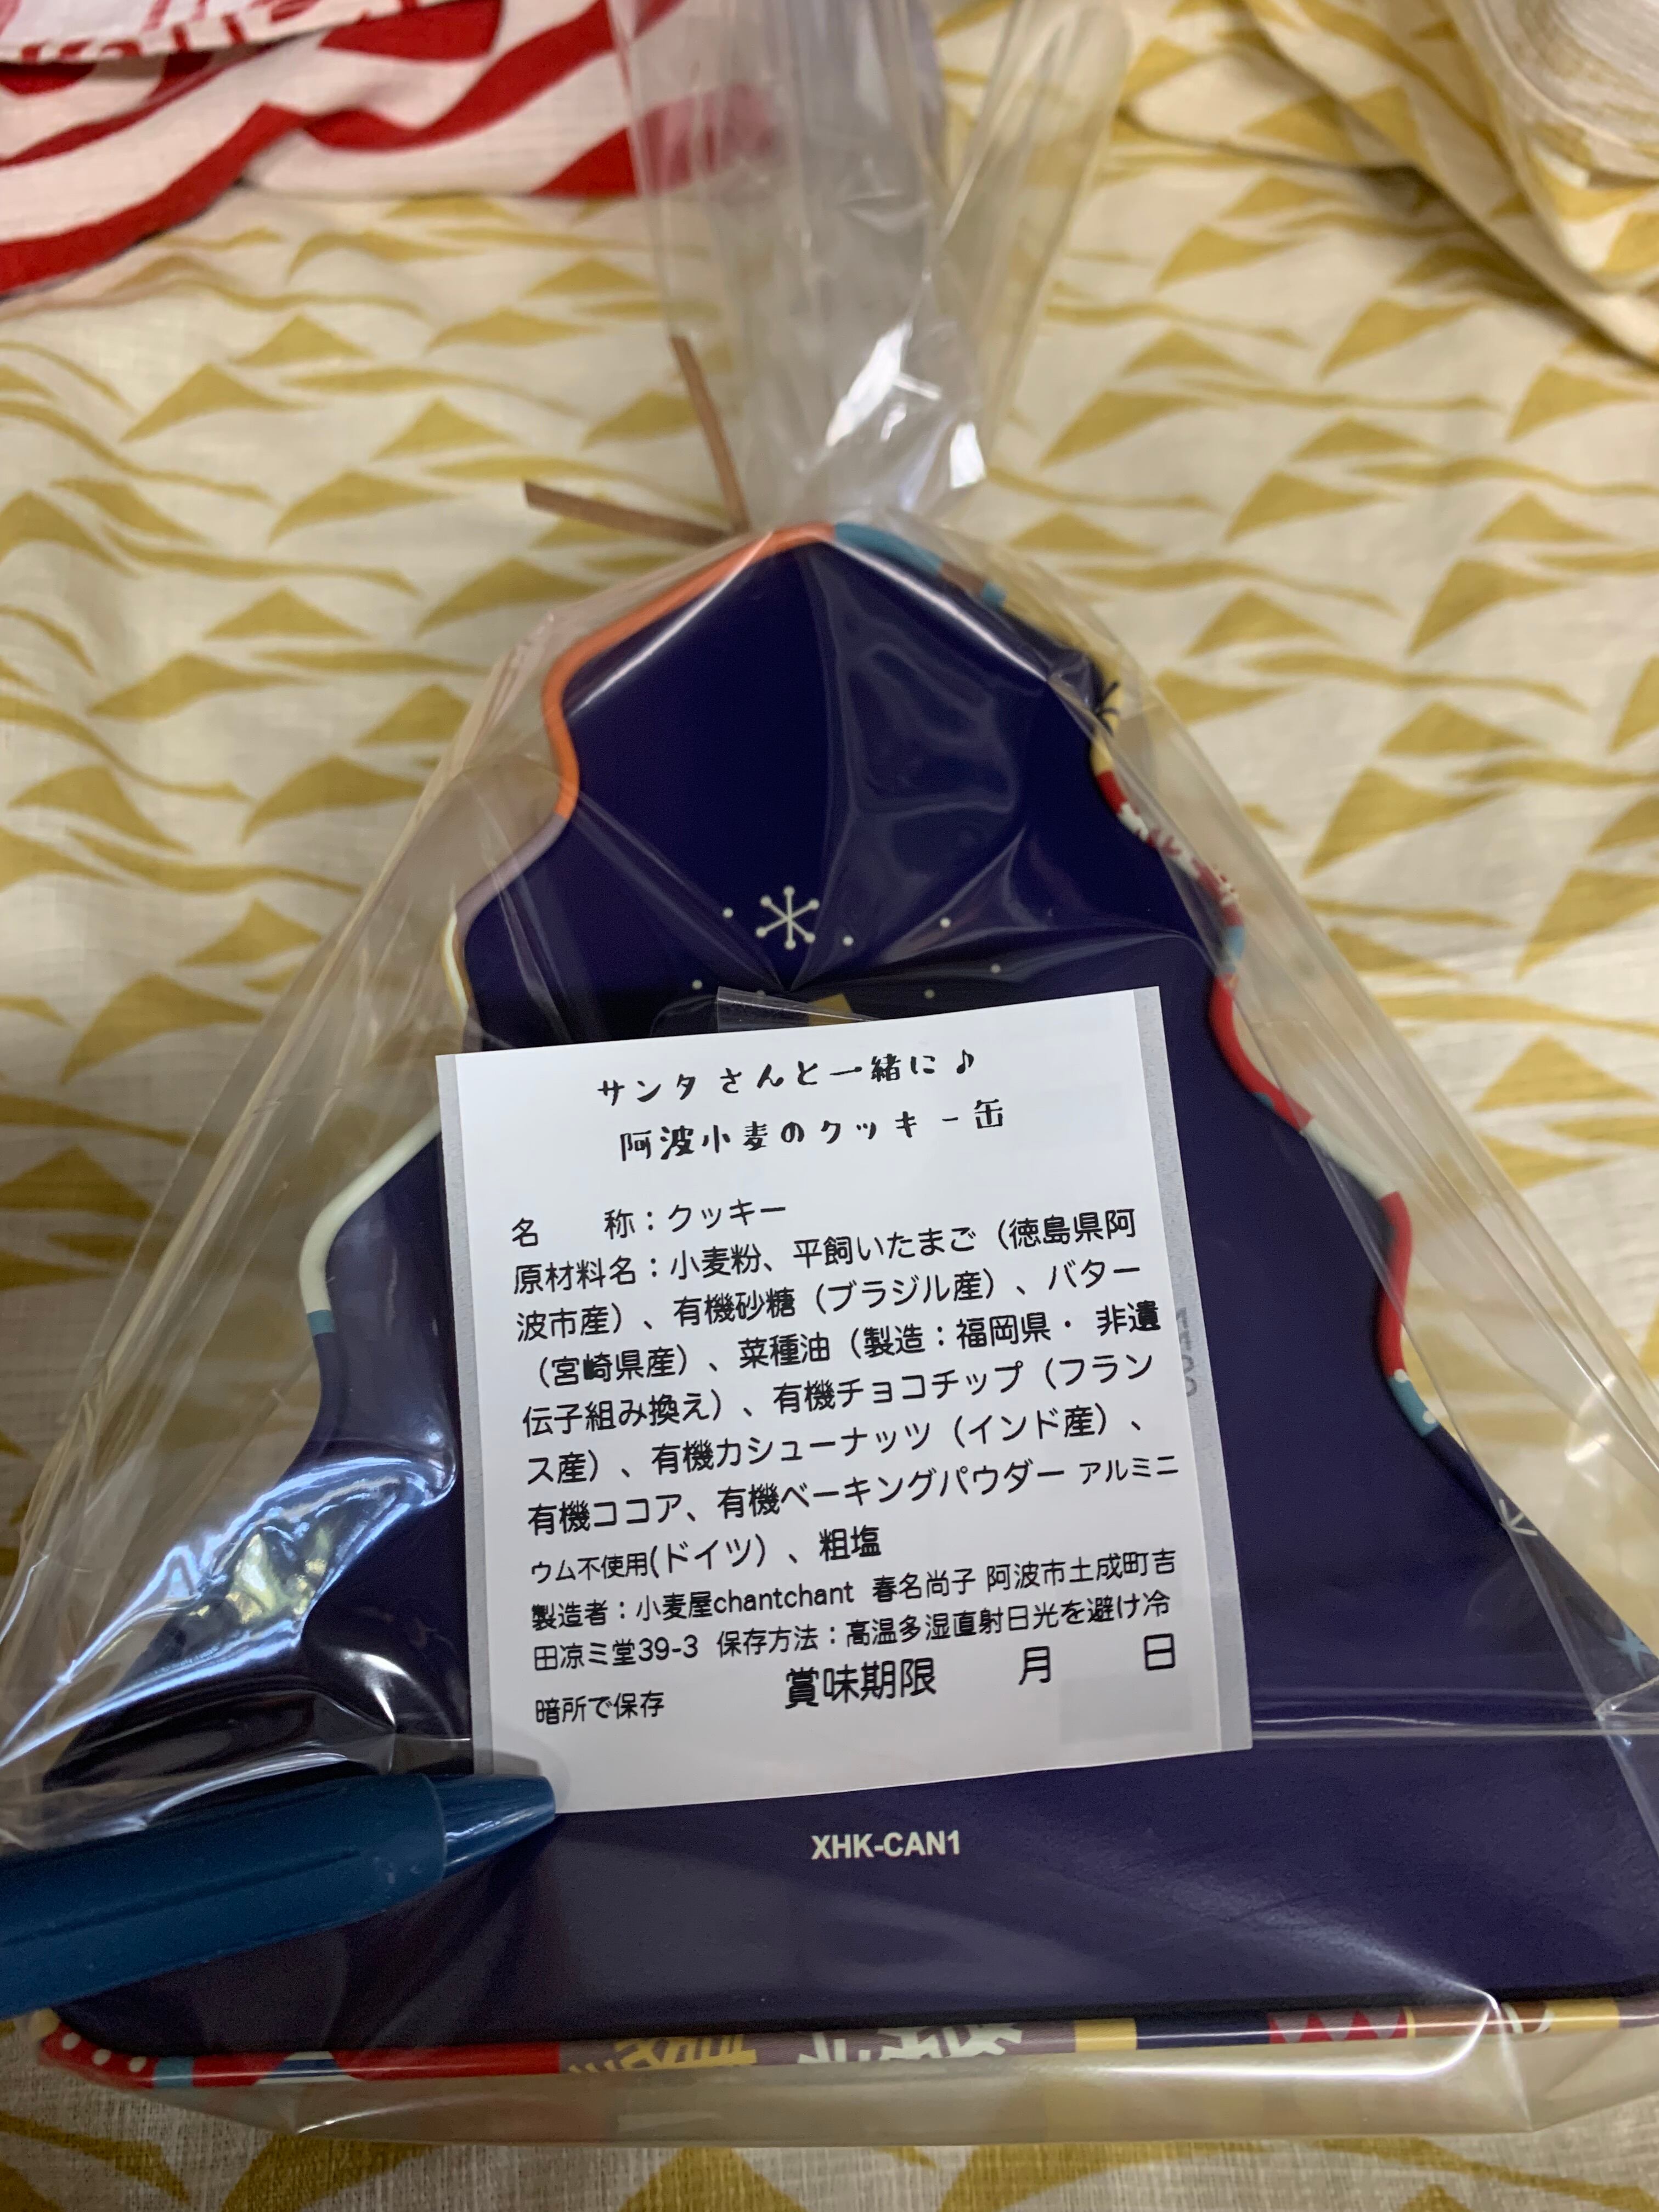 サンタさんと一緒に♪
阿波小麦のクッキー缶
名　　称：クッキー
原材料名：小麦粉、平飼いたまご（徳島県阿
波市産）、有機砂糖（ブラジル産）、バター
（宮崎県産）、菜種油（製造：福岡県・ 非遺
伝子組み換え）、有機チョコチップ（フラン
ス産）、有機カシューナッツ（インド産）、
有機ココア、有機ベーキングパウダー アルミニ
ウム不使用(ドイツ）、粗塩
製造者：小麦屋chantchant 春名尚子 阿波市土成町吉
田凉ミ堂39-3 保存方法：高温多湿直射日光を避け冷
暗所で保存　　賞味期限　　月　　日
XHK-CAN1